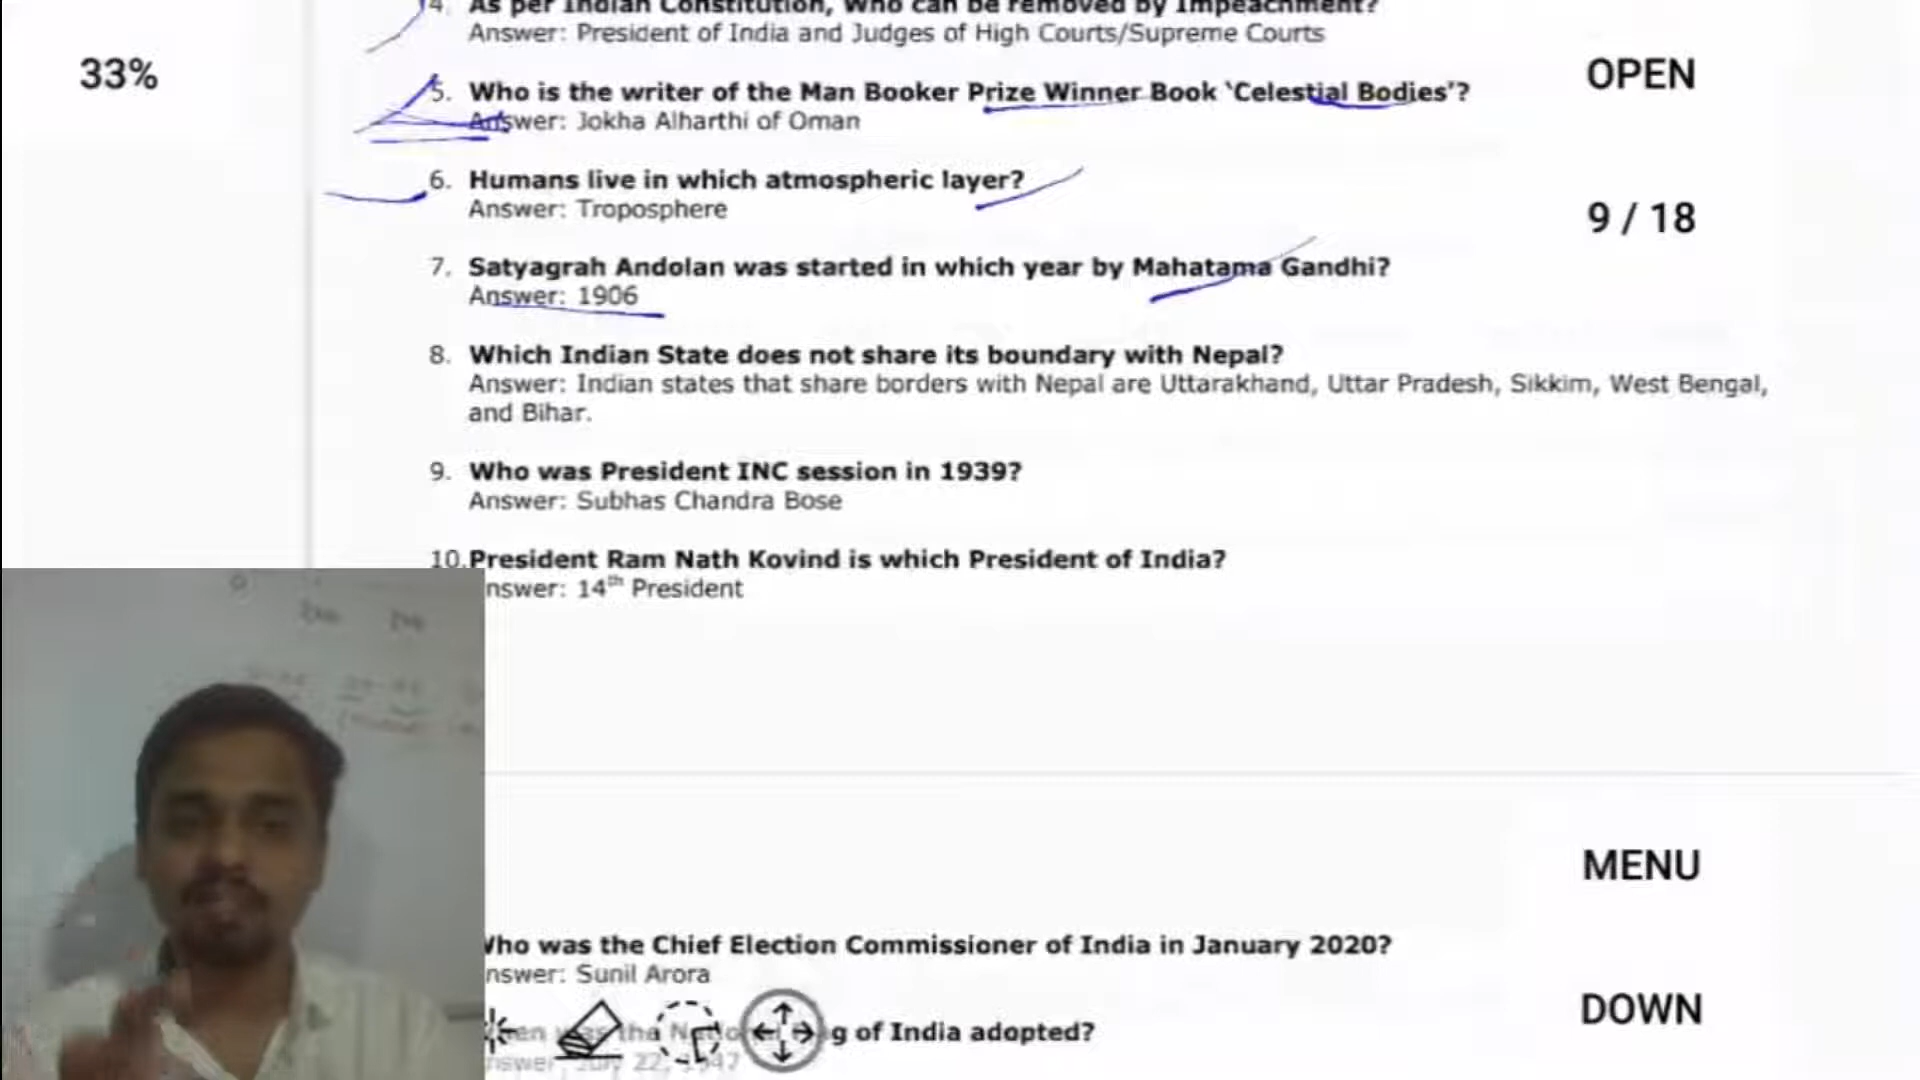 33%
OPEN
4. As per Indian Constitution, Who can be removed by Impeachment?
Answer: President of India and Judges of High Courts/Supreme Courts
5. Who is the writer of the Man Booker Prize Winner Book ‘Celestial Bodies’?
Answer: Jokha Alharthi of Oman
6. Humans live in which atmospheric layer?
Answer: Troposphere
9 / 18
7. Satyagrah Andolan was started in which year by Mahatama Gandhi?
Answer: 1906
8. Which Indian State does not share its boundary with Nepal?
Answer: Indian states that share borders with Nepal are Uttarakhand, Uttar Pradesh, Sikkim, West Bengal,
and Bihar.
9. Who was President INC session in 1939?
Answer: Subhas Chandra Bose
10. President Ram Nath Kovind is which President of India?
nswer: 14th President
MENU
Who was the Chief Election Commissioner of India in January 2020?
nswer: Sunil Arora
DOWN
was the g of India adopted?